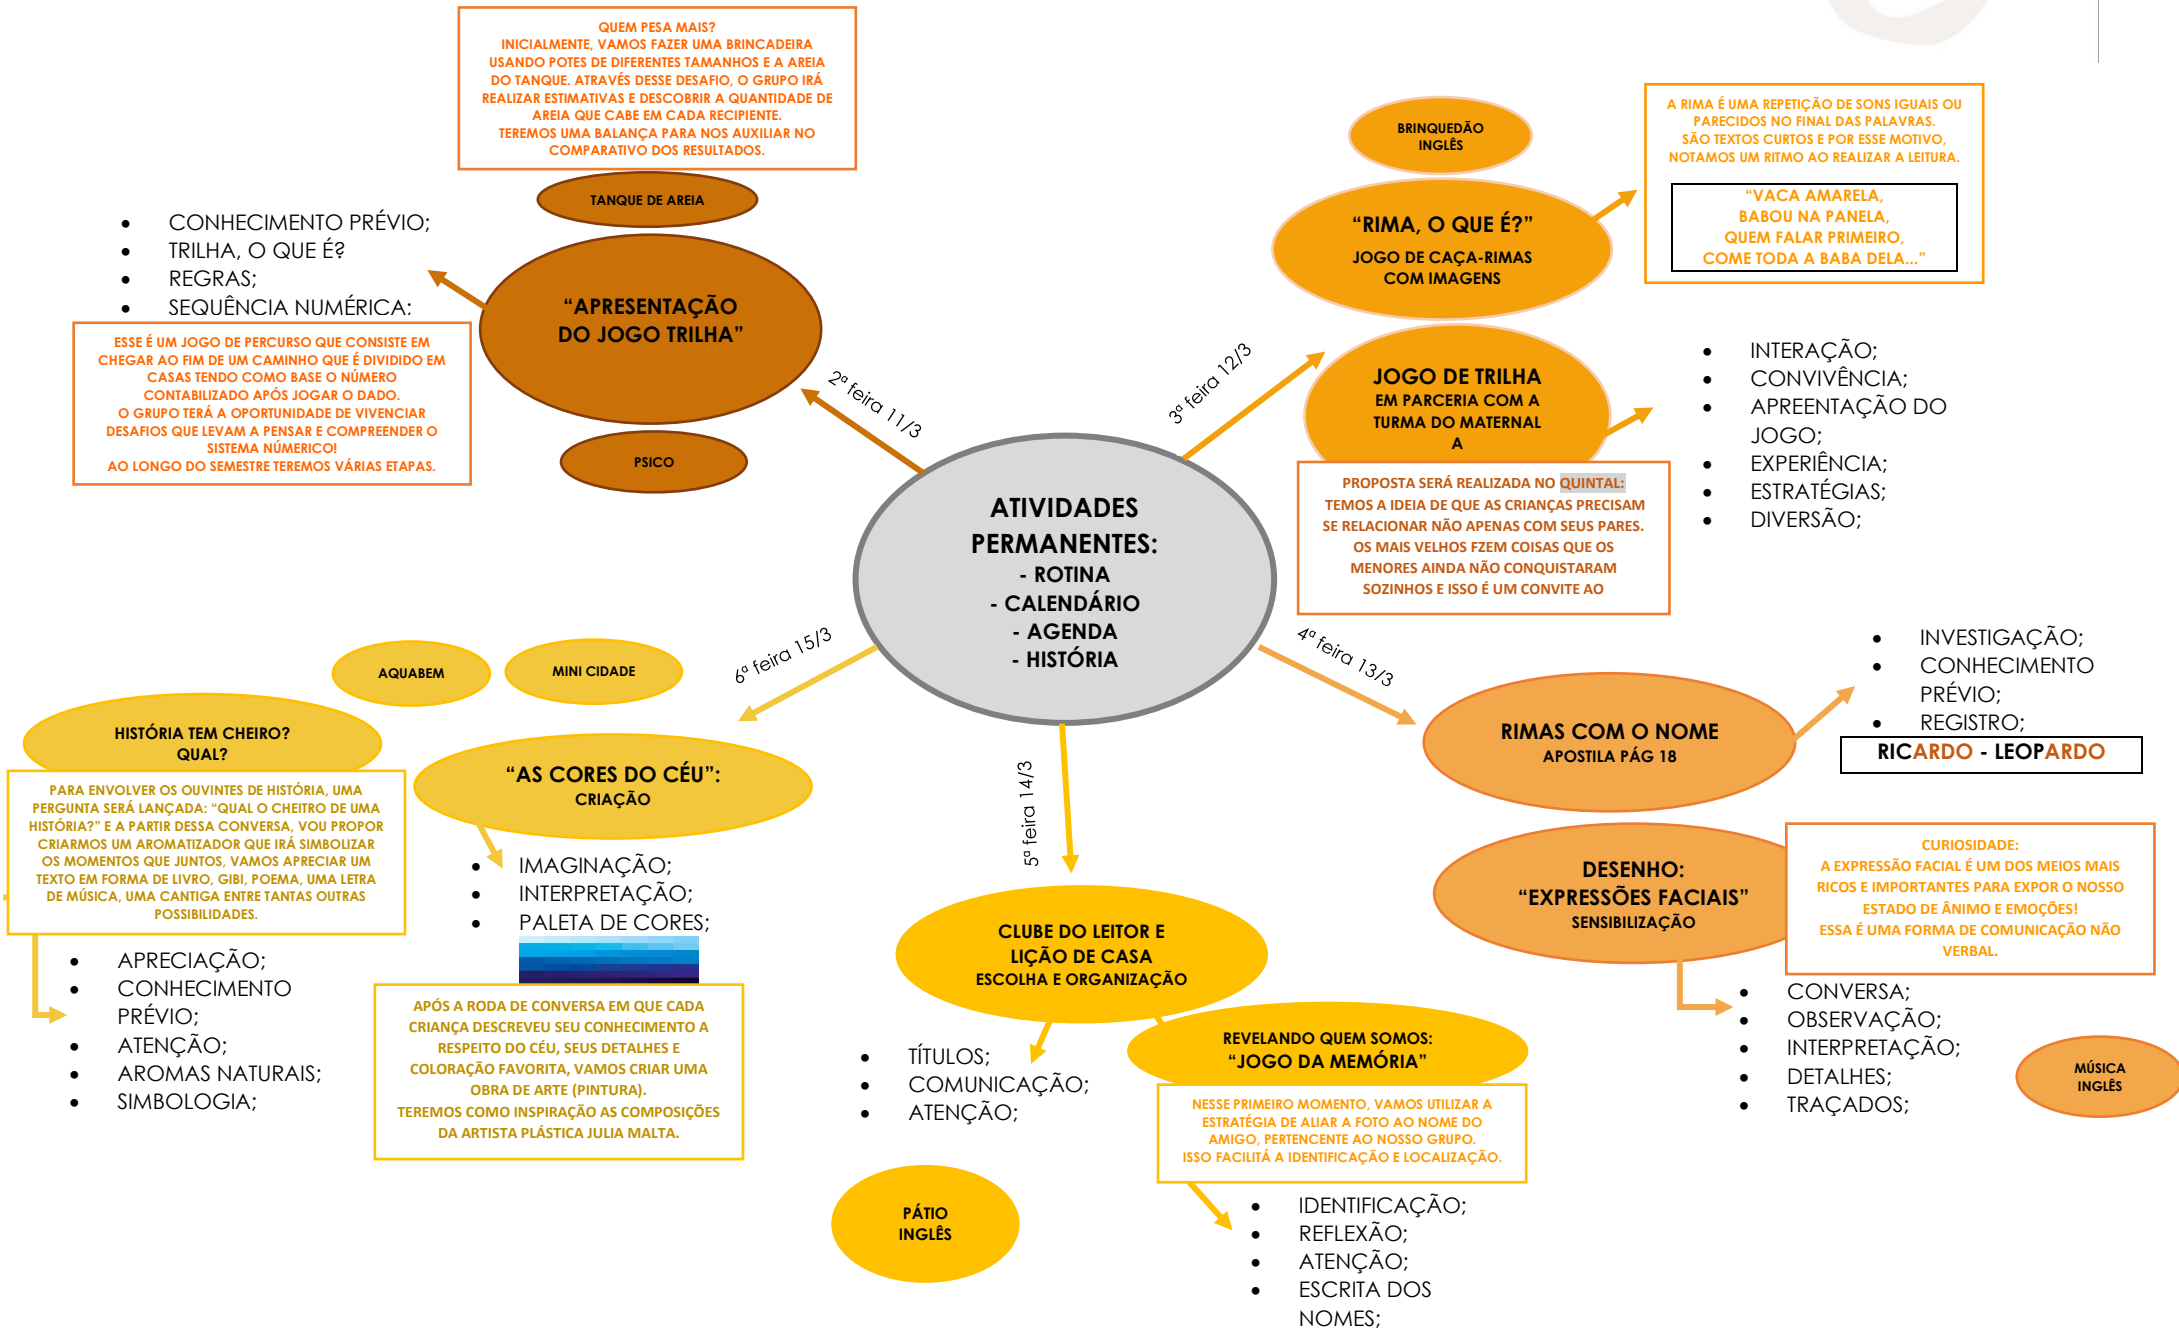 QUEM PESA MAIS?
INICIALMENTE, VAMOS FAZER UMA BRINCADEIRA
USANDO POTES DE DIFERENTES TAMANHOS E A AREIA
DO TANQUE. ATRAVÉS DESSE DESAFIO, O GRUPO IRÁ
REALIZAR ESTIMATIVAS E DESCOBRIR A QUANTIDADE DE
AREIA QUE CABE EM CADA RECIPIENTE.
TEREMOS UMA BALANÇA PARA NOS AUXILIAR NO
COMPARATIVO DOS RESULTADOS.
TANQUE DE AREIA
• CONHECIMENTO PRÉVIO;
• TRILHA, O QUE É?
• REGRAS;
• SEQUÊNCIA NUMÉRICA;
"APRESENTAÇÃO
DO JOGO TRILHA"
ESSE É UM JOGO DE PERCURSO QUE CONSISTE EM
CHEGAR AO FIM DE UM CAMINHO QUE É DIVIDIDO EM
CASAS TENDO COMO BASE O NÚMERO
CONTABILIZADO APÓS JOGAR O DADO.
O GRUPO TERÁ A OPORTUNIDADE DE VIVENCIAR
DESAFIOS QUE LEVAM A PENSAR E COMPREENDER O
SISTEMA NÚMERICO!
AO LONGO DO SEMESTRE TEREMOS VÁRIAS ETAPAS.
PSICO
2ª feira 11/3
BRINQUEDÃO
INGLÊS
"RIMA, O QUE É?"
JOGO DE CAÇA-RIMAS
COM IMAGENS
A RIMA É UMA REPETIÇÃO DE SONS IGUAIS OU
PARECIDOS NO FINAL DAS PALAVRAS.
SÃO TEXTOS CURTOS E POR ESSE MOTIVO,
NOTAMOS UM RITMO AO REALIZAR A LEITURA.
"VACA AMARELA,
BABOU NA PANELA,
QUEM FALAR PRIMEIRO,
COME TODA A BABA DELA..."
3ª feira 12/3
JOGO DE TRILHA
EM PARCERIA COM A
TURMA DO MATERNAL
A
PROPOSTA SERÁ REALIZADA NO QUINTAL:
TEMOS A IDEIA DE QUE AS CRIANÇAS PRECISAM
SE RELACIONAR NÃO APENAS COM SEUS PARES.
OS MAIS VELHOS FZEM COISAS QUE OS
MENORES AINDA NÃO CONQUISTARAM
SOZINHOS E ISSO É UM CONVITE AO
• INTERAÇÃO;
• CONVIVÊNCIA;
• APREENTAÇÃO DO
JOGO;
• EXPERIÊNCIA;
• ESTRATÉGIAS;
• DIVERSÃO;
ATIVIDADES
PERMANENTES:
- ROTINA
- CALENDÁRIO
- AGENDA
- HISTÓRIA
4ª feira 13/3
RIMAS COM O NOME
APOSTILA PÁG 18
• INVESTIGAÇÃO;
• CONHECIMENTO
PRÉVIO;
• REGISTRO;
RICARDO - LEOPARDO
DESENHO:
"EXPRESSÕES FACIAIS"
SENSIBILIZAÇÃO
CURIOSIDADE:
A EXPRESSÃO FACIAL É UM DOS MEIOS MAIS
RICOS E IMPORTANTES PARA EXPOR O NOSSO
ESTADO DE ÂNIMO E EMOÇÕES!
ESSA É UMA FORMA DE COMUNICAÇÃO NÃO
VERBAL.
• CONVERSA;
• OBSERVAÇÃO;
• INTERPRETAÇÃO;
• DETALHES;
• TRAÇADOS;
MÚSICA
INGLÊS
5ª feira 14/3
CLUBE DO LEITOR E
LIÇÃO DE CASA
ESCOLHA E ORGANIZAÇÃO
• TÍTULOS;
• COMUNICAÇÃO;
• ATENÇÃO;
REVELANDO QUEM SOMOS:
"JOGO DA MEMÓRIA"
NESSE PRIMEIRO MOMENTO, VAMOS UTILIZAR A
ESTRATÉGIA DE ALIAR A FOTO AO NOME DO
AMIGO, PERTENCENTE AO NOSSO GRUPO.
ISSO FACILITÁ A IDENTIFICAÇÃO E LOCALIZAÇÃO.
• IDENTIFICAÇÃO;
• REFLEXÃO;
• ATENÇÃO;
• ESCRITA DOS
NOMES;
PÁTIO
INGLÊS
6ª feira 15/3
AQUABEM
MINI CIDADE
HISTÓRIA TEM CHEIRO?
QUAL?
PARA ENVOLVER OS OUVINTES DE HISTÓRIA, UMA
PERGUNTA SERÁ LANÇADA: "QUAL O CHEITRO DE UMA
HISTÓRIA?" E A PARTIR DESSA CONVERSA, VOU PROPOR
CRIARMOS UM AROMATIZADOR QUE IRÁ SIMBOLIZAR
OS MOMENTOS QUE JUNTOS, VAMOS APRECIAR UM
TEXTO EM FORMA DE LIVRO, GIBI, POEMA, UMA LETRA
DE MÚSICA, UMA CANTIGA ENTRE TANTAS OUTRAS
POSSIBILIDADES.
• APRECIAÇÃO;
• CONHECIMENTO
PRÉVIO;
• ATENÇÃO;
• AROMAS NATURAIS;
• SIMBOLOGIA;
"AS CORES DO CÉU":
CRIAÇÃO
• IMAGINAÇÃO;
• INTERPRETAÇÃO;
• PALETA DE CORES;
APÓS A RODA DE CONVERSA EM QUE CADA
CRIANÇA DESCREVEU SEU CONHECIMENTO A
RESPEITO DO CÉU, SEUS DETALHES E
COLORAÇÃO FAVORITA, VAMOS CRIAR UMA
OBRA DE ARTE (PINTURA).
TEREMOS COMO INSPIRAÇÃO AS COMPOSIÇÕES
DA ARTISTA PLÁSTICA JULIA MALTA.